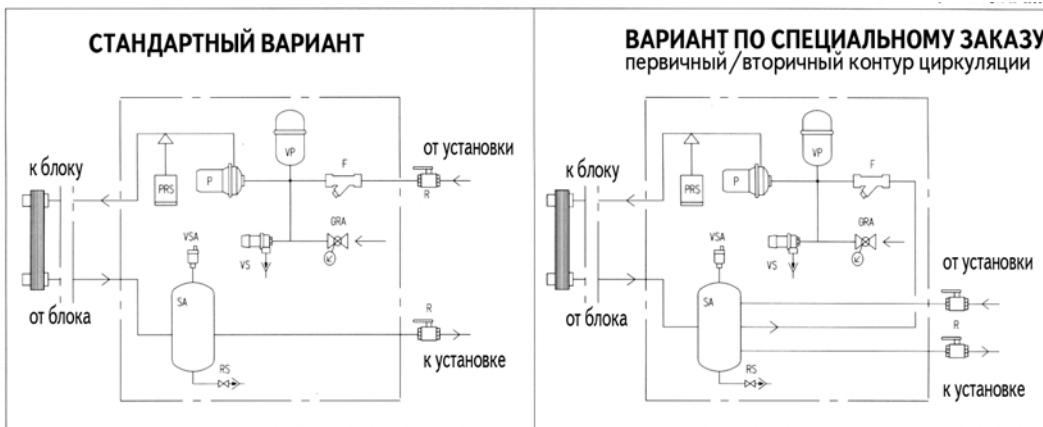 СТАНДАРТНЫЙ ВАРИАНТ
к блоку
от установки
VP
F
P
PRS
R
GRA
VSA
VS
от блока
SA
R
к установке
RS
ВАРИАНТ ПО СПЕЦИАЛЬНОМУ ЗАКАЗУ
первичный/вторичный контур циркуляции
к блоку
VP
F
P
PRS
GRA
VSA
VS
от установки
от блока
SA
R
RS
к установке